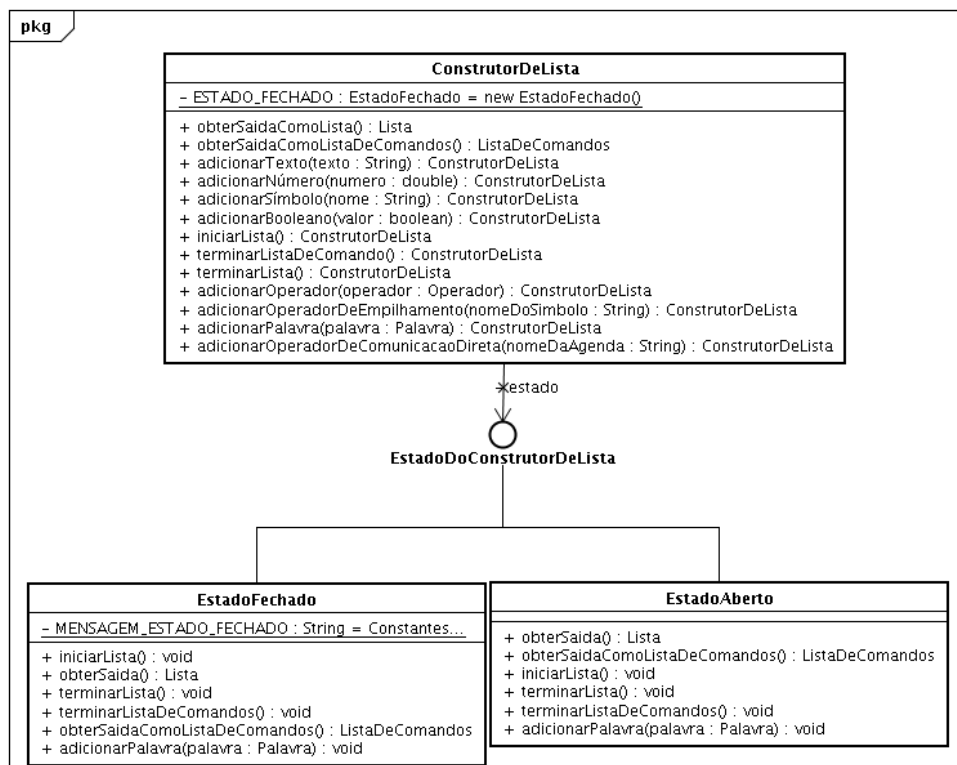 pkg
ConstrutorDeLista
- ESTADO_FECHADO : EstadoFechado = new EstadoFechado()
+ obterSaidaComoLista() : Lista
+ obterSaidaComoListaDeComandos() : ListaDeComandos
+ adicionarTexto(texto : String) : ConstrutorDeLista
+ adicionarNúmero(numero : double) : ConstrutorDeLista
+ adicionarSímbolo(nome : String) : ConstrutorDeLista
+ adicionarBooleano(valor : boolean) : ConstrutorDeLista
+ iniciarLista() : ConstrutorDeLista
+ terminarListaDeComando() : ConstrutorDeLista
+ terminarLista() : ConstrutorDeLista
+ adicionarOperador(operador : Operador) : ConstrutorDeLista
+ adicionarOperadorDeEmpilhamento(nomeDoSimbolo : String) : ConstrutorDeLista
+ adicionarPalavra(palavra : Palavra) : ConstrutorDeLista
+ adicionarOperadorDeComunicacaoDireta(nomeDaAgenda : String) : ConstrutorDeLista
-estado
EstadoDoConstrutorDeLista
EstadoFechado
- MENSAGEM_ESTADO_FECHADO : String = Constantes...
+ iniciarLista() : void
+ obterSaida() : Lista
+ terminarLista() : void
+ terminarListaDeComandos() : void
+ obterSaidaComoListaDeComandos() : ListaDeComandos
+ adicionarPalavra(palavra : Palavra) : void
EstadoAberto
+ obterSaida() : Lista
+ obterSaidaComoListaDeComandos() : ListaDeComandos
+ iniciarLista() : void
+ terminarLista() : void
+ terminarListaDeComandos() : void
+ adicionarPalavra(palavra : Palavra) : void